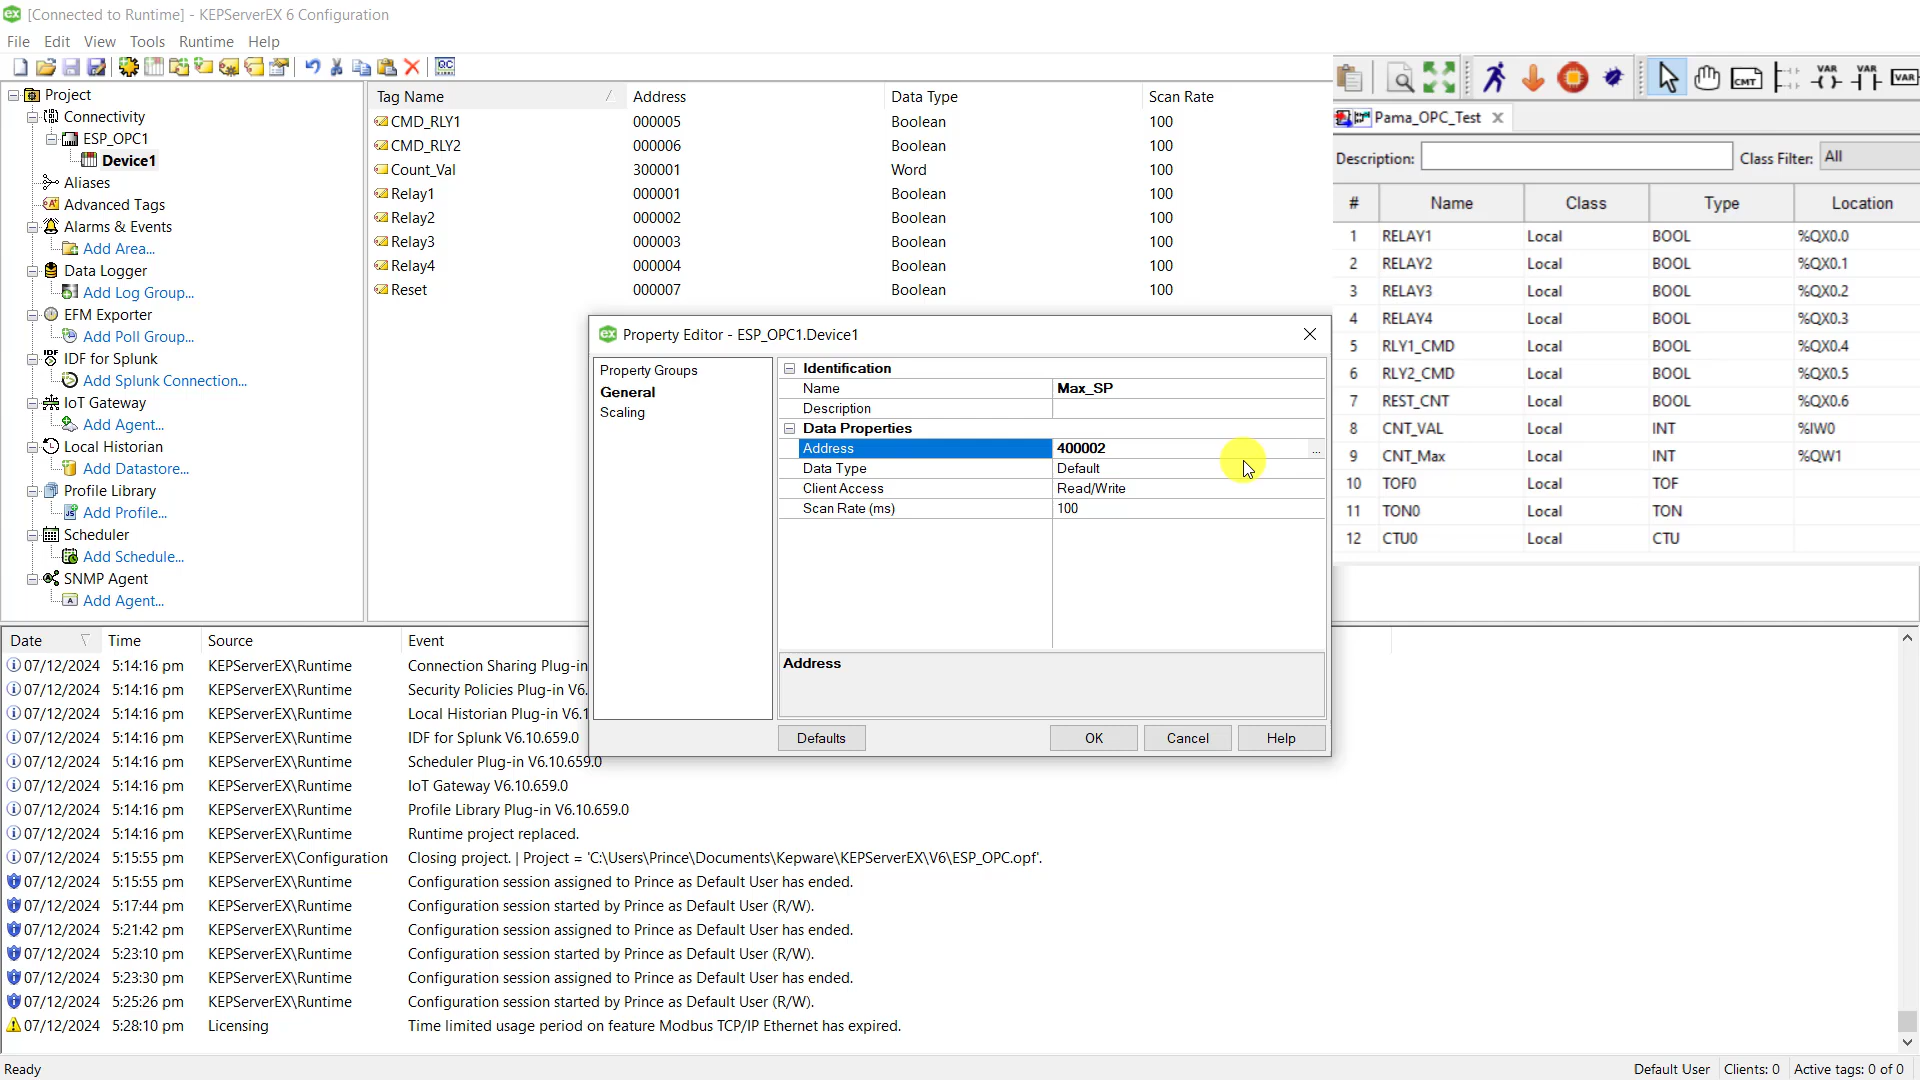 [Connected to Runtime] - KEPServerEX 6 Configuration
File Edit View Tools Runtime Help
Project
Connectivity
ESP_OPC1
Device1
Aliases
Advanced Tags
Alarms & Events
Add Area...
Data Logger
Add Log Group...
EFM Exporter
Add Poll Group...
IDF for Splunk
Add Splunk Connection...
IoT Gateway
Add Agent...
Local Historian
Add Datastore...
Profile Library
Add Profile...
Scheduler
Add Schedule...
SNMP Agent
Add Agent...
Tag Name Address Data Type Scan Rate
CMD_RLY1 000005 Boolean 100
CMD_RLY2 000006 Boolean 100
Count_Val 300001 Word 100
Relay1 000001 Boolean 100
Relay2 000002 Boolean 100
Relay3 000003 Boolean 100
Relay4 000004 Boolean 100
Reset 000007 Boolean 100
Pama_OPC_Test
Description: Class Filter: All
# Name Class Type Location
1 RELAY1 Local BOOL %QX0.0
2 RELAY2 Local BOOL %QX0.1
3 RELAY3 Local BOOL %QX0.2
4 RELAY4 Local BOOL %QX0.3
5 RLY1_CMD Local BOOL %QX0.4
6 RLY2_CMD Local BOOL %QX0.5
7 REST_CNT Local BOOL %QX0.6
8 CNT_VAL Local INT %IW0
9 CNT_Max Local INT %QW1
10 TOF0 Local TOF
11 TON0 Local TON
12 CTU0 Local CTU
Property Editor - ESP_OPC1.Device1
Property Groups
General
Scaling
Identification
Name Max_SP
Description
Data Properties
Address 400002 ...
Data Type Default
Client Access Read/Write
Scan Rate (ms) 100
Address
Defaults OK Cancel Help
Date Time Source Event
07/12/2024 5:14:16 pm KEPServerEX\Runtime Connection Sharing Plug-in
07/12/2024 5:14:16 pm KEPServerEX\Runtime Security Policies Plug-in V6.
07/12/2024 5:14:16 pm KEPServerEX\Runtime Local Historian Plug-in V6.1
07/12/2024 5:14:16 pm KEPServerEX\Runtime IDF for Splunk V6.10.659.0
07/12/2024 5:14:16 pm KEPServerEX\Runtime Scheduler Plug-in V6.10.659.0
07/12/2024 5:14:16 pm KEPServerEX\Runtime IoT Gateway V6.10.659.0
07/12/2024 5:14:16 pm KEPServerEX\Runtime Profile Library Plug-in V6.10.659.0
07/12/2024 5:14:16 pm KEPServerEX\Runtime Runtime project replaced.
07/12/2024 5:15:55 pm KEPServerEX\Configuration Closing project. | Project = 'C:\Users\Prince\Documents\Kepware\KEPServerEX\V6\ESP_OPC.opf'.
07/12/2024 5:15:55 pm KEPServerEX\Runtime Configuration session assigned to Prince as Default User has ended.
07/12/2024 5:17:44 pm KEPServerEX\Runtime Configuration session started by Prince as Default User (R/W).
07/12/2024 5:21:42 pm KEPServerEX\Runtime Configuration session assigned to Prince as Default User has ended.
07/12/2024 5:23:10 pm KEPServerEX\Runtime Configuration session started by Prince as Default User (R/W).
07/12/2024 5:23:30 pm KEPServerEX\Runtime Configuration session assigned to Prince as Default User has ended.
07/12/2024 5:25:26 pm KEPServerEX\Runtime Configuration session started by Prince as Default User (R/W).
07/12/2024 5:28:10 pm Licensing Time limited usage period on feature Modbus TCP/IP Ethernet has expired.
Ready Default User Clients: 0 Active tags: 0 of 0